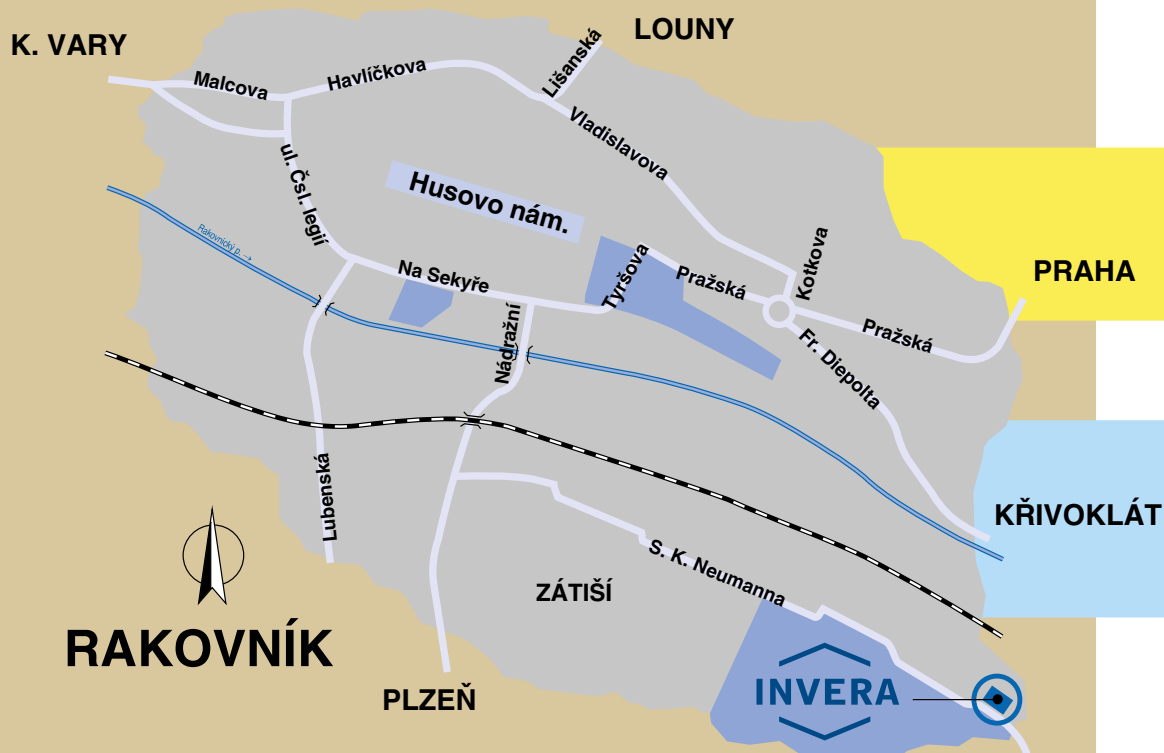 LOUNY
K. VARY
Lišanská
Havlíčkova
Malcova
Vladislavova
ul. Čsl. legií
Husovo nám.
Rakovnický p. →
Na Sekyře
Tyršova
Pražská
Kotkova
PRAHA
Nádražní
Pražská
Fr. Diepolta
Lubenská
KŘIVOKLÁT
S. K. Neumanna
ZÁTIŠÍ
RAKOVNÍK
INVERA
PLZEŇ